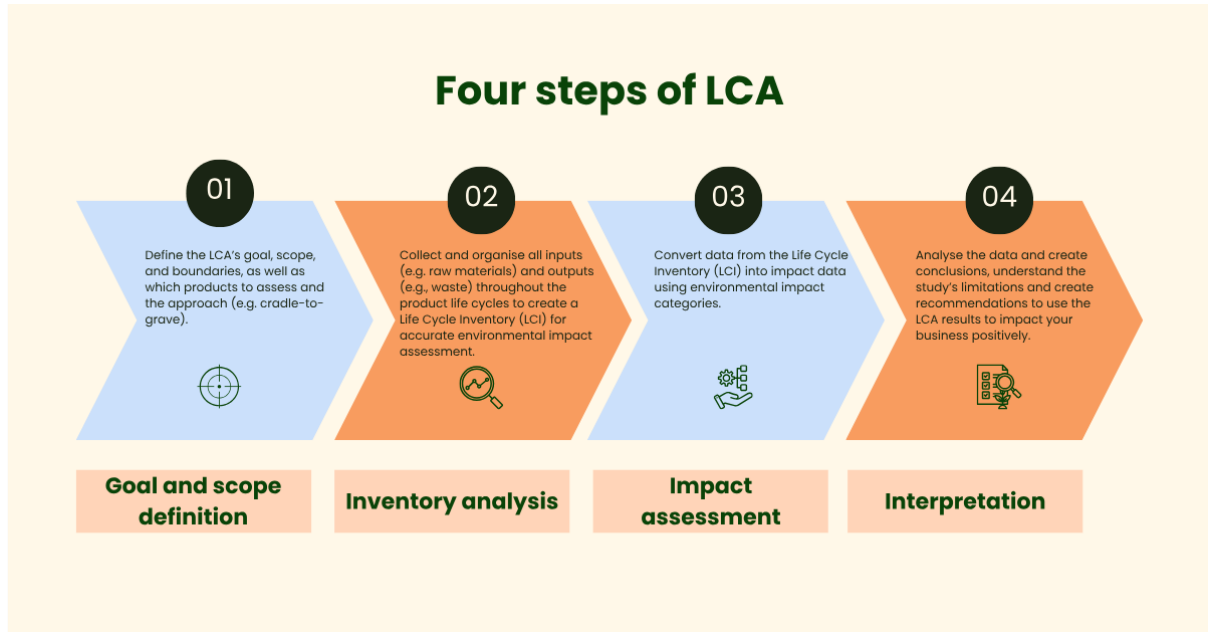 Four steps of LCA
01
Define the LCA's goal, scope,
and boundaries, as well as
which products to assess and
the approach (e.g. cradle-to-
grave).
Goal and scope
definition
02
Collect and organise all inputs
(e.g. raw materials) and outputs
(e.g., waste) throughout the
product life cycles to create a
Life Cycle Inventory (LCI) for
accurate environmental impact
assessment.
Inventory analysis
03
Convert data from the Life Cycle
Inventory (LCI) into impact data
using environmental impact
categories.
Impact
assessment
04
Analyse the data and create
conclusions, understand the
study's limitations and create
recommendations to use the
LCA results to impact your
business positively.
Interpretation